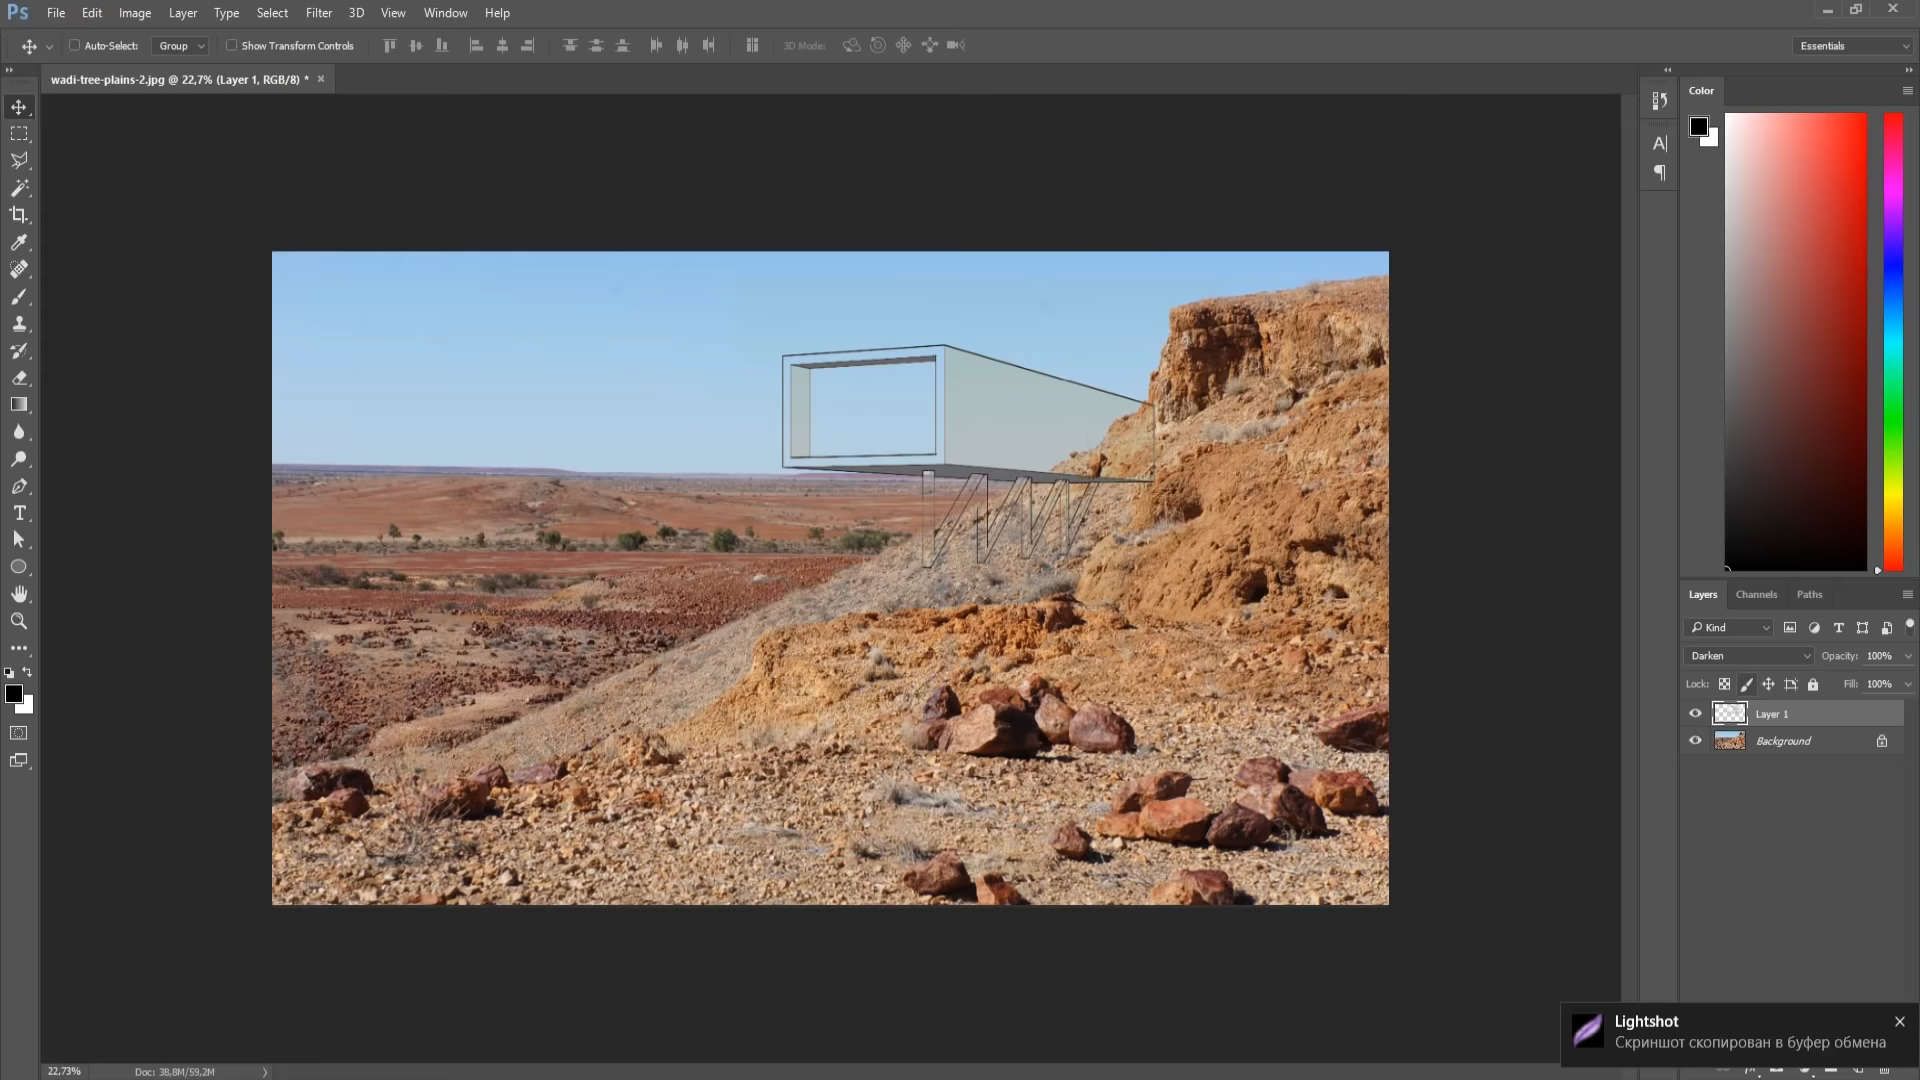 Ps File Edit Image Layer Type Select Filter 3D View Window Help
Auto-Select: Group Show Transform Controls 3D Mode: Essentials
wadi-tree-plains-2.jpg @ 22,7% (Layer 1, RGB/8) * ×
Color
Layers Channels Paths
Kind
Darken Opacity: 100%
Lock: Fill: 100%
Layer 1
Background
Lightshot
Скриншот скопирован в буфер обмена
22,73% Doc: 38,8M/59,2M